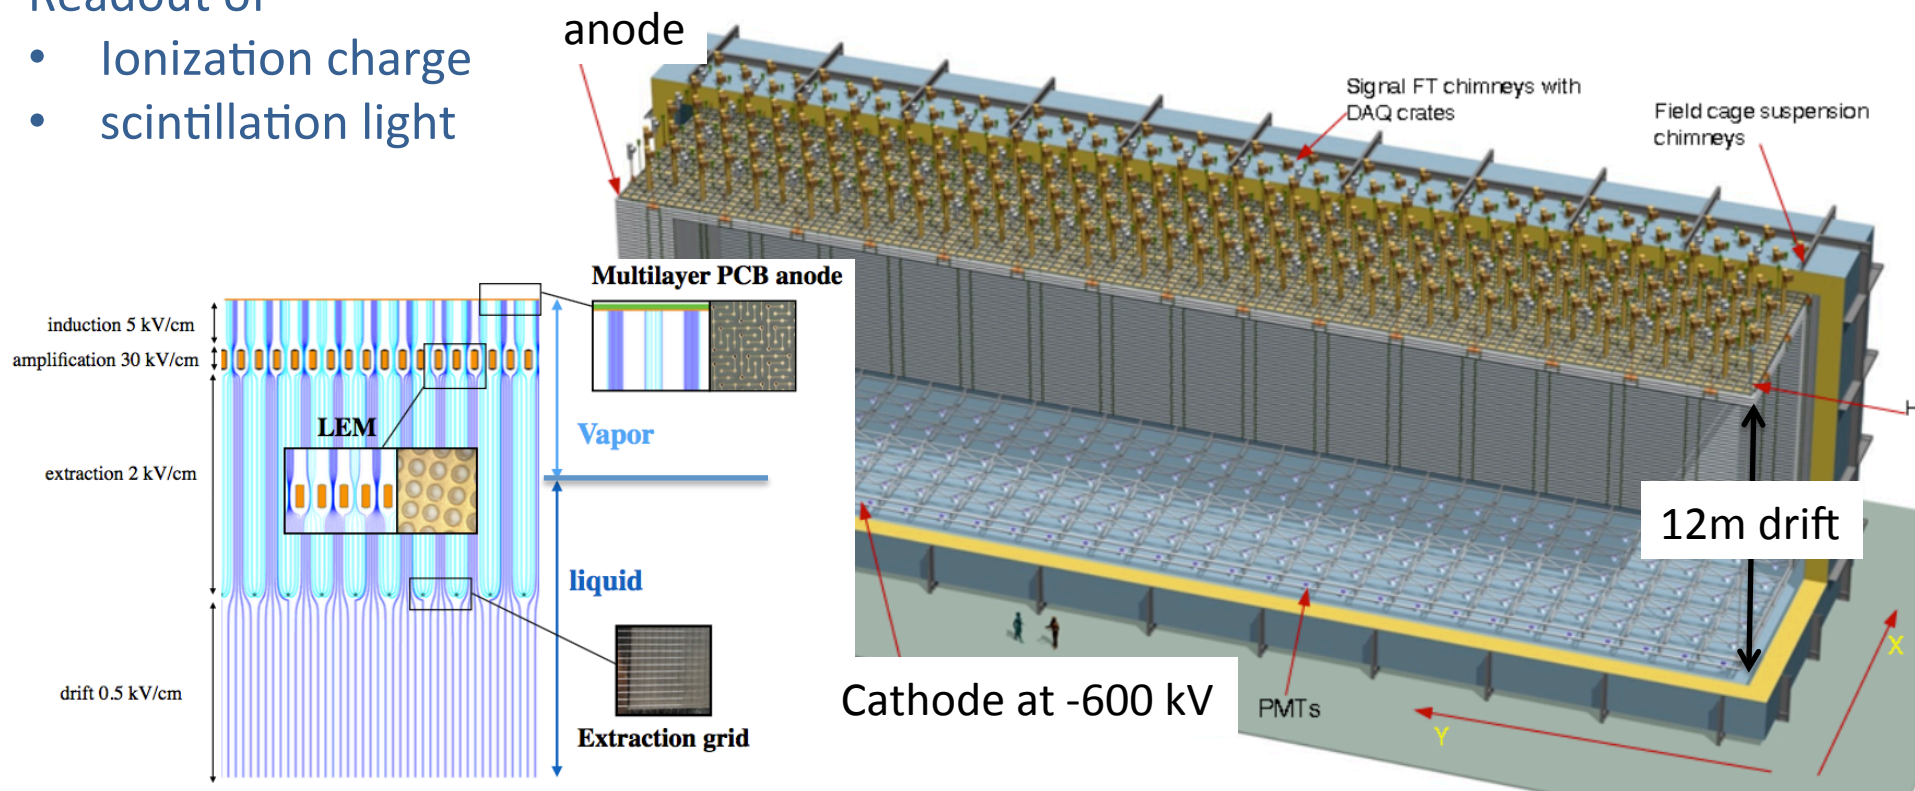 Readout of
• Ionization charge
• scintillation light
anode
Signal FT chimneys with
DAQ crates
Field cage suspension
chimneys
Multilayer PCB anode
induction 5 kV/cm
amplification 30 kV/cm
LEM
Vapor
extraction 2 kV/cm
liquid
drift 0.5 kV/cm
Extraction grid
12m drift
Cathode at -600 kV
PMTs
X
Y